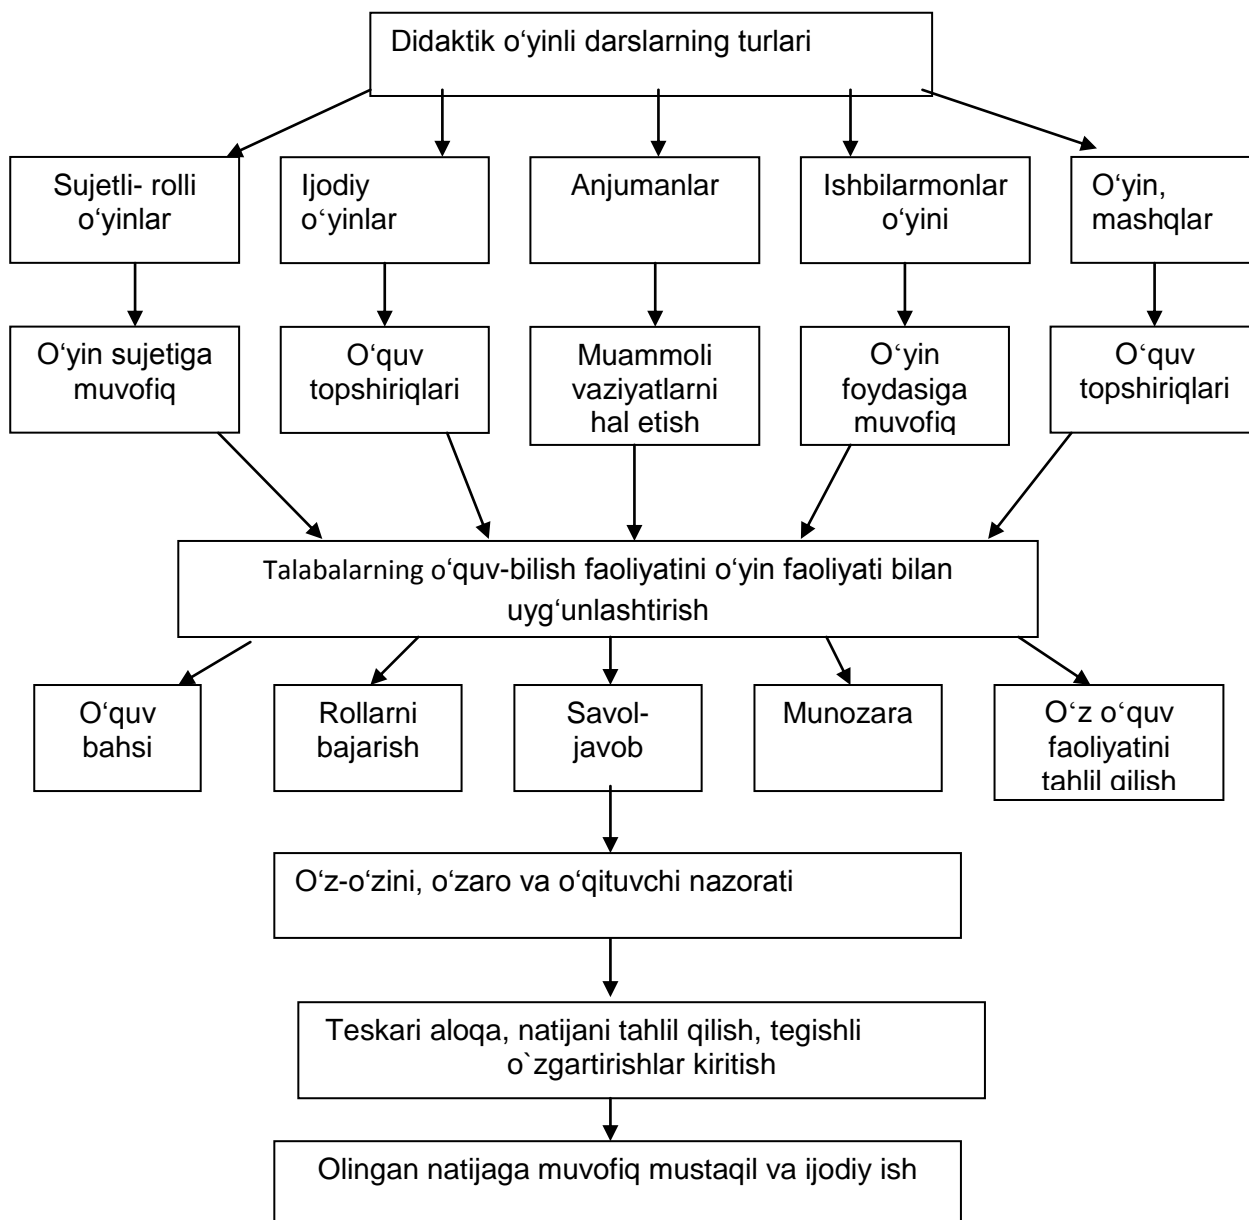 Didaktik o‘yinli darslarning turlari
Sujetli- rolli
o‘yinlar
Ijodiy
o‘yinlar
Anjumanlar
Ishbilarmonlar
o‘yini
O‘yin,
mashqlar
O‘yin sujetiga
muvofiq
O‘quv
topshiriqlari
Muammoli
vaziyatlarni
hal etish
O‘yin
foydasiga
muvofiq
O‘quv
topshiriqlari
Talabalarning o‘quv-bilish faoliyatini o‘yin faoliyati bilan
uyg‘unlashtirish
O‘quv
bahsi
Rollarni
bajarish
Savol-
javob
Munozara
O‘z o‘quv
faoliyatini
tahlil qilish
O‘z-o‘zini, o‘zaro va o‘qituvchi nazorati
Teskari aloqa, natijani tahlil qilish, tegishli
o`zgartirishlar kiritish
Olingan natijaga muvofiq mustaqil va ijodiy ish